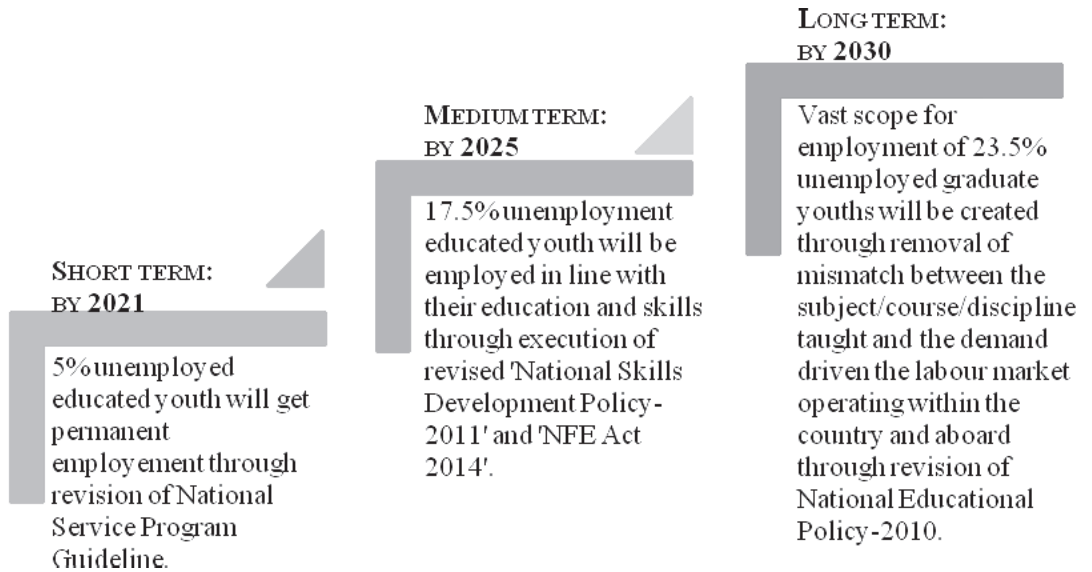 SHORT TERM:
BY 2021
5% unemployed
educated youth will get
permanent
employement through
revision of National
Service Program
Guideline.
MEDIUM TERM:
BY 2025
17.5% unemployment
educated youth will be
employed in line with
their education and skills
through execution of
revised 'National Skills
Development Policy-
2011' and 'NFE Act
2014'.
LONG TERM:
BY 2030
Vast scope for
employment of 23.5%
unemployed graduate
youths will be created
through removal of
mismatch between the
subject/course/discipline
taught and the demand
driven the labour market
operating within the
country and aboard
through revision of
National Educational
Policy-2010.